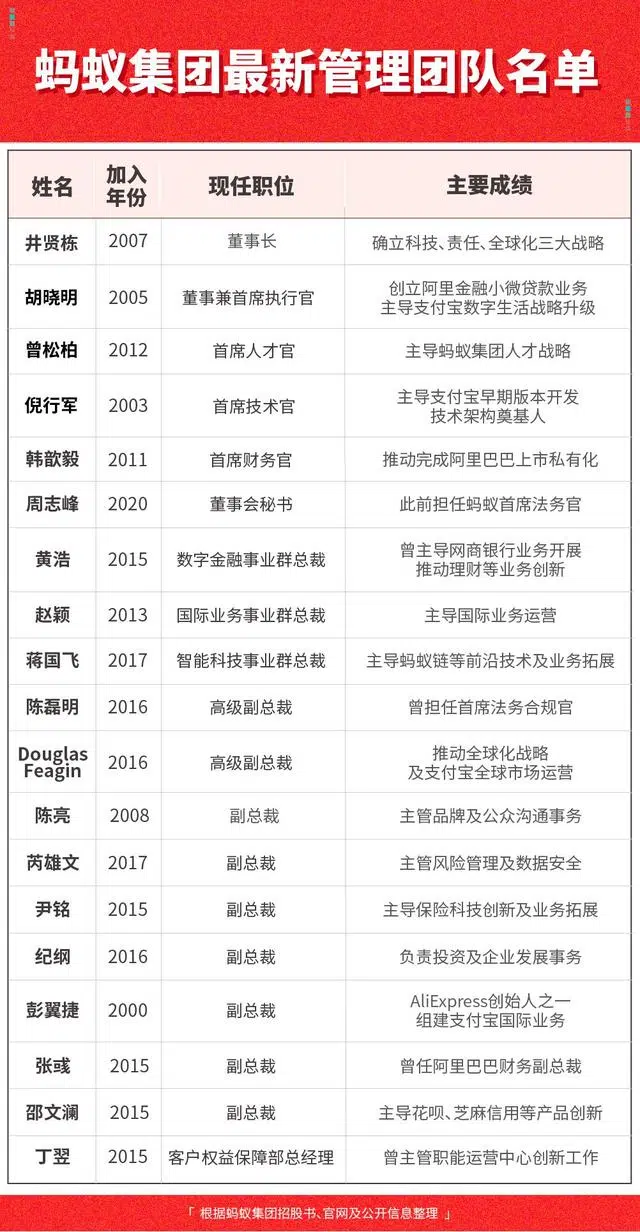 蚂蚁集团最新管理团队名单
姓名 加入年份 现任职位 主要成绩
井贤栋 2007 董事长 确立科技、责任、全球化三大战略
胡晓明 2005 董事兼首席执行官 创立阿里金融小微贷款业务
主导支付宝数字生活战略升级
曾松柏 2012 首席人才官 主导蚂蚁集团人才战略
倪行军 2003 首席技术官 主导支付宝早期版本开发
技术架构奠基人
韩歆毅 2011 首席财务官 推动完成阿里巴巴上市私有化
周志峰 2020 董事会秘书 此前担任蚂蚁首席法务官
黄浩 2015 数字金融事业群总裁 曾主导网商银行业务开展
推动理财等业务创新
赵颖 2013 国际业务事业群总裁 主导国际业务运营
蒋国飞 2017 智能科技事业群总裁 主导蚂蚁链等前沿技术及业务拓展
陈磊明 2016 高级副总裁 曾担任首席法务合规官
Douglas Feagin 2016 高级副总裁 推动全球化战略
及支付宝全球市场运营
陈亮 2008 副总裁 主管品牌及公众沟通事务
芮雄文 2017 副总裁 主管风险管理及数据安全
尹铭 2015 副总裁 主导保险科技创新及业务拓展
纪纲 2016 副总裁 负责投资及企业发展事务
彭翼捷 2000 副总裁 AliExpress创始人之一
组建支付宝国际业务
张彧 2015 副总裁 曾任阿里巴巴财务副总裁
邵文澜 2015 副总裁 主导花呗、芝麻信用等产品创新
丁翌 2015 客户权益保障部总经理 曾主管职能运营中心创新工作
「 根据蚂蚁集团招股书、官网及公开信息整理 」